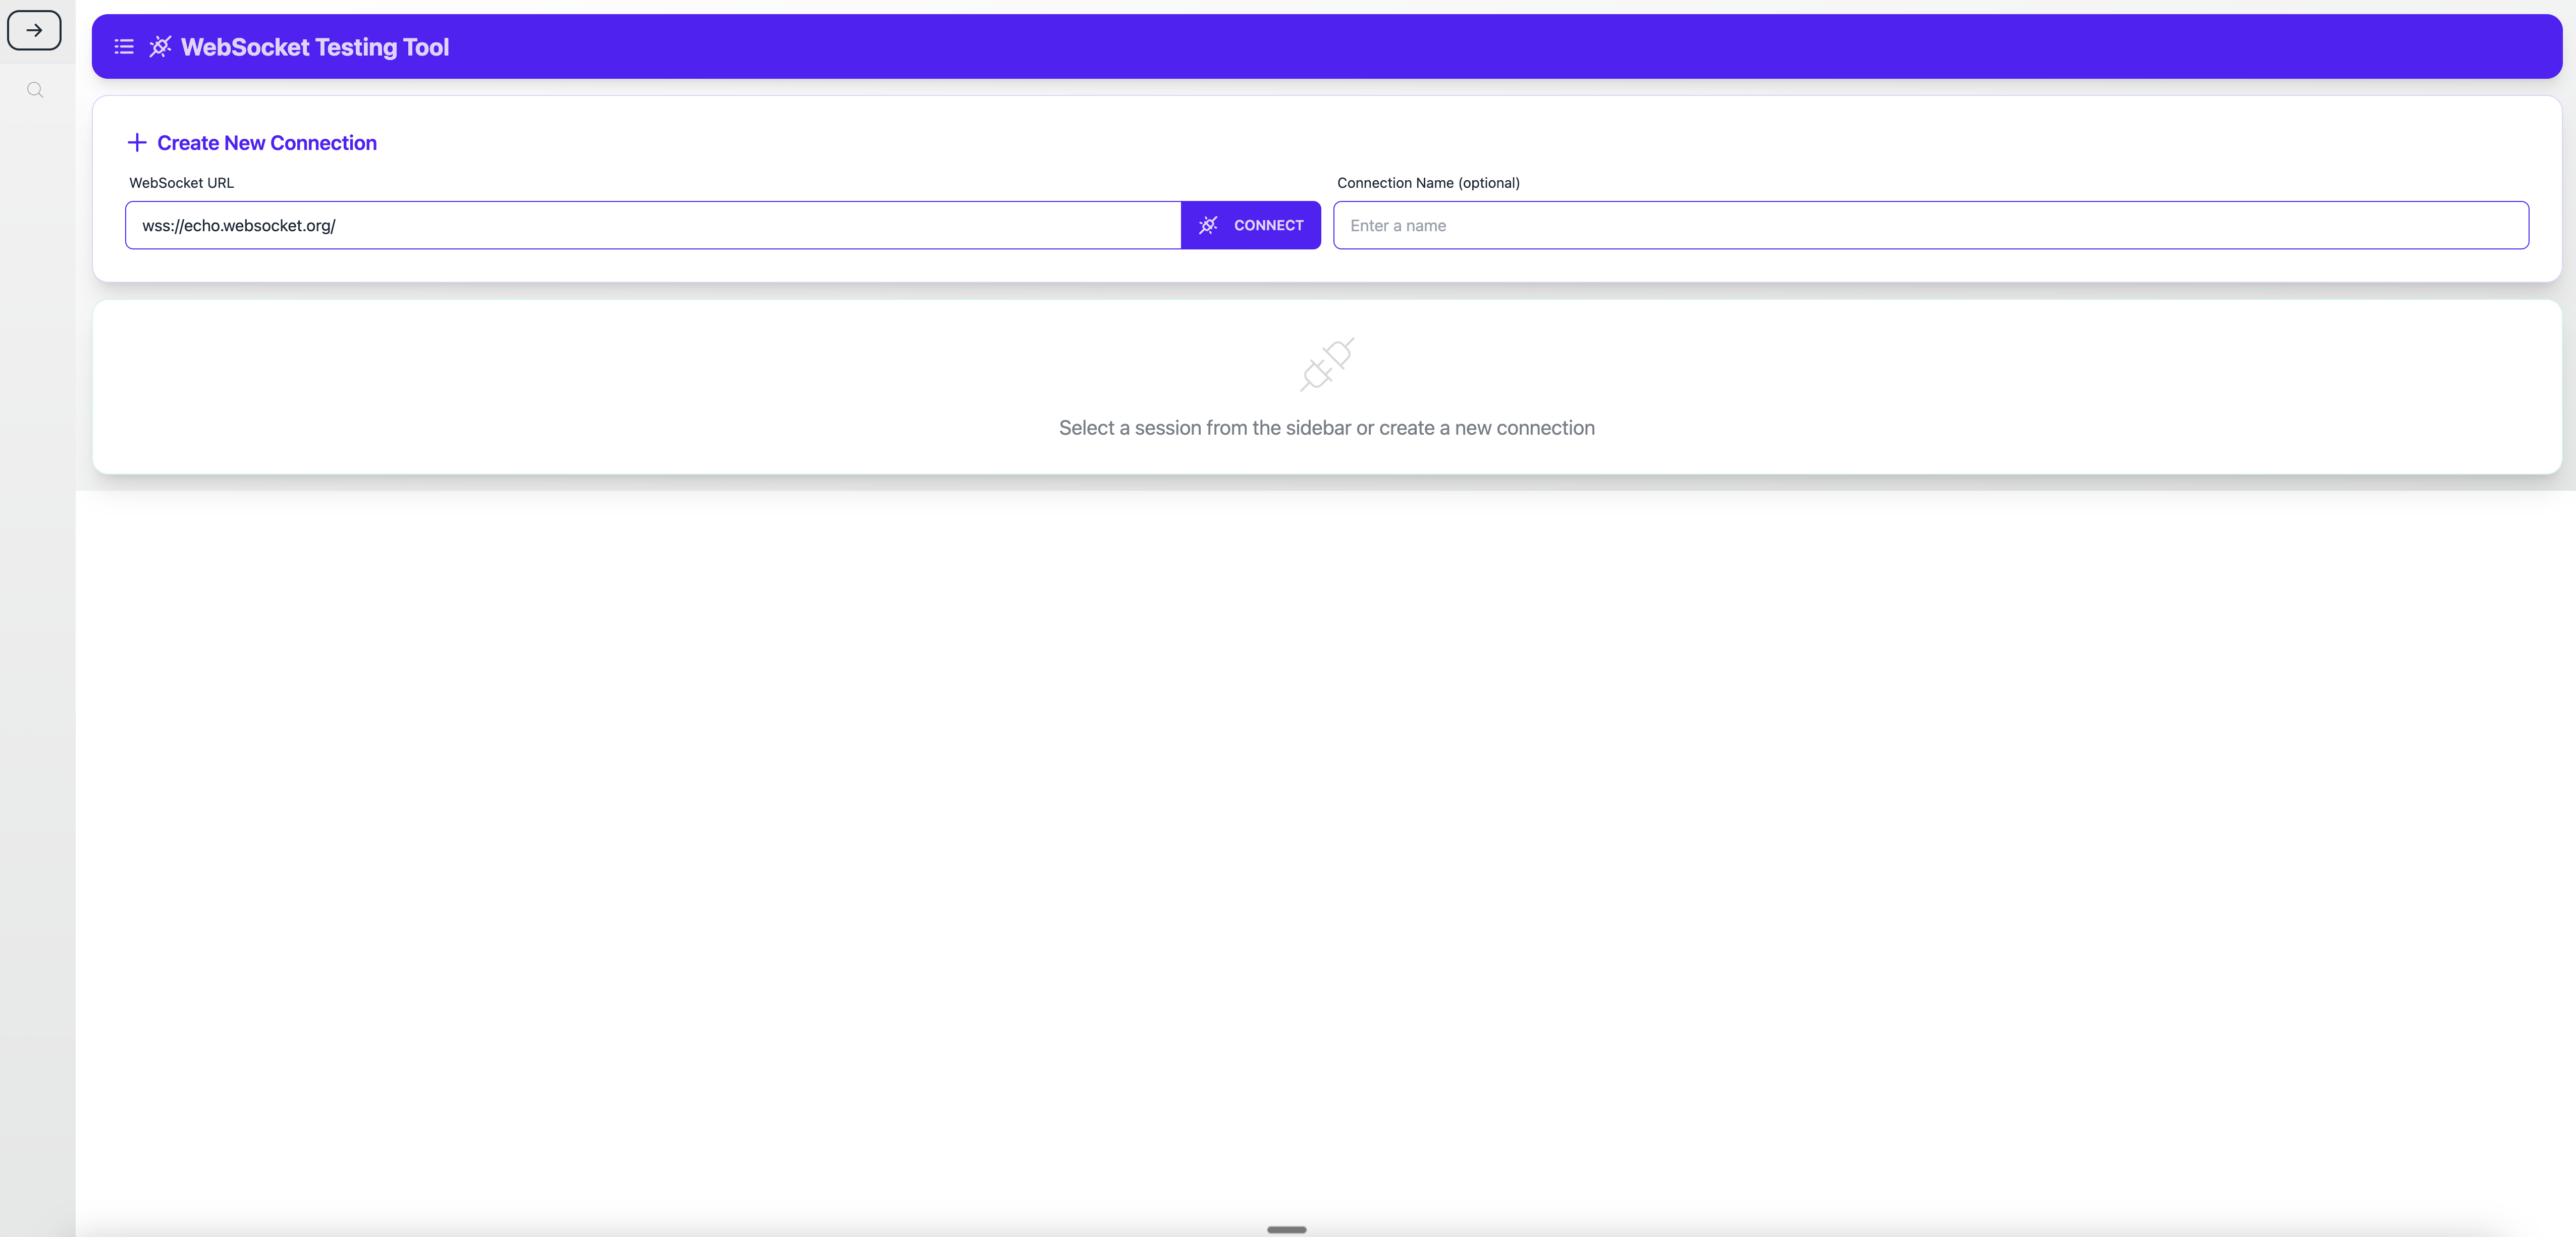 WebSocket Testing Tool
Create New Connection
WebSocket URL
Connection Name (optional)
wss://echo.websocket.org/
CONNECT
Enter a name
Select a session from the sidebar or create a new connection